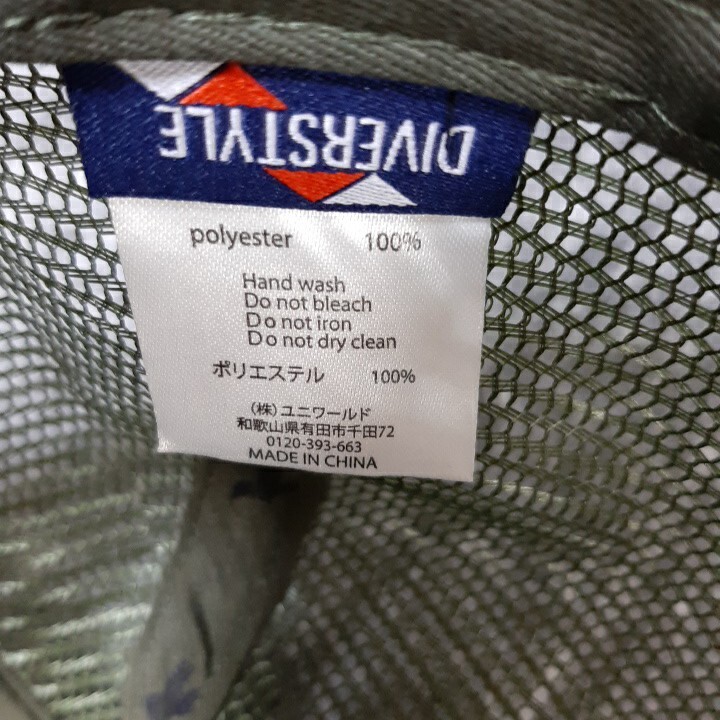 DIVERSTYLE
polyester 100%
Hand wash
Do not bleach
Do not iron
Do not dry clean
ポリエステル 100%
(株)ユニワールド
和歌山県有田市千田72
0120-393-663
MADE IN CHINA